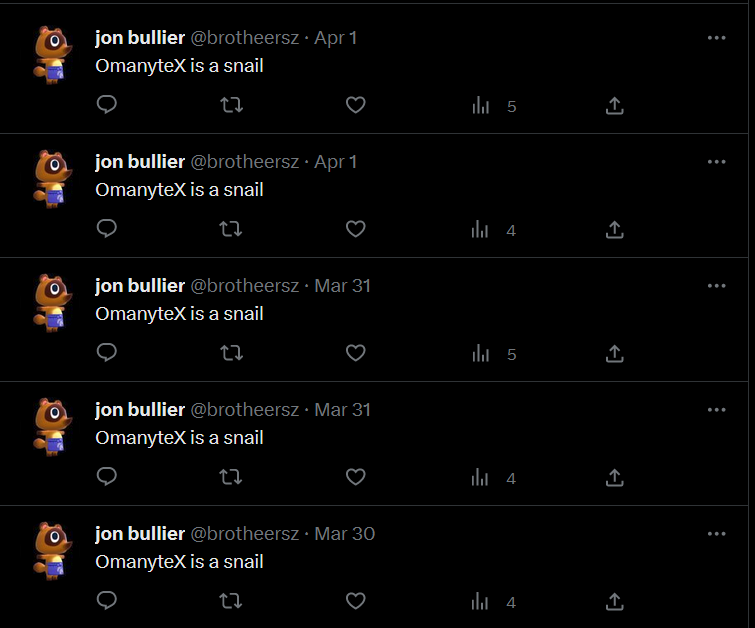 jon bullier @brotheersz · Apr 1
OmanyteX is a snail
5
jon bullier @brotheersz · Apr 1
OmanyteX is a snail
4
jon bullier @brotheersz · Mar 31
OmanyteX is a snail
5
jon bullier @brotheersz · Mar 31
OmanyteX is a snail
4
jon bullier @brotheersz · Mar 30
OmanyteX is a snail
4